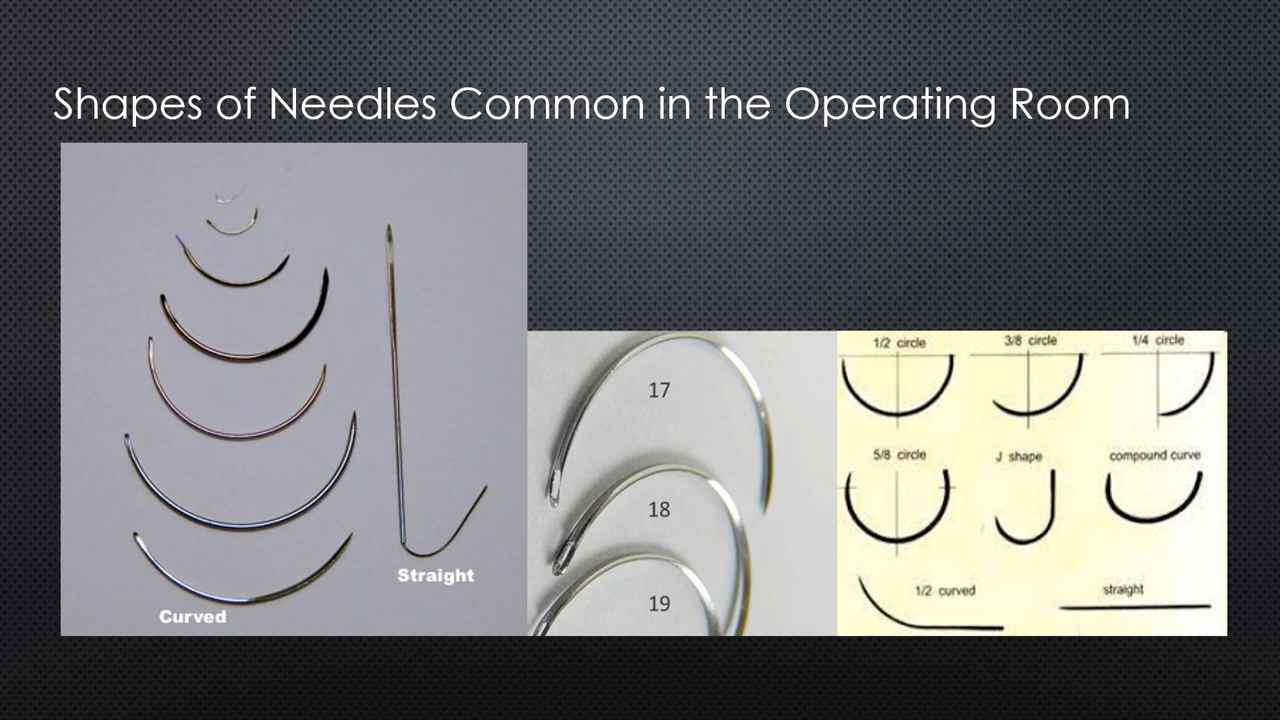 Shapes of Needles Common in the Operating Room
Curved
Straight
17
18
19
1/2 circle
3/8 circle
1/4 circle
5/8 circle
J shape
compound curve
1/2 curved
straight